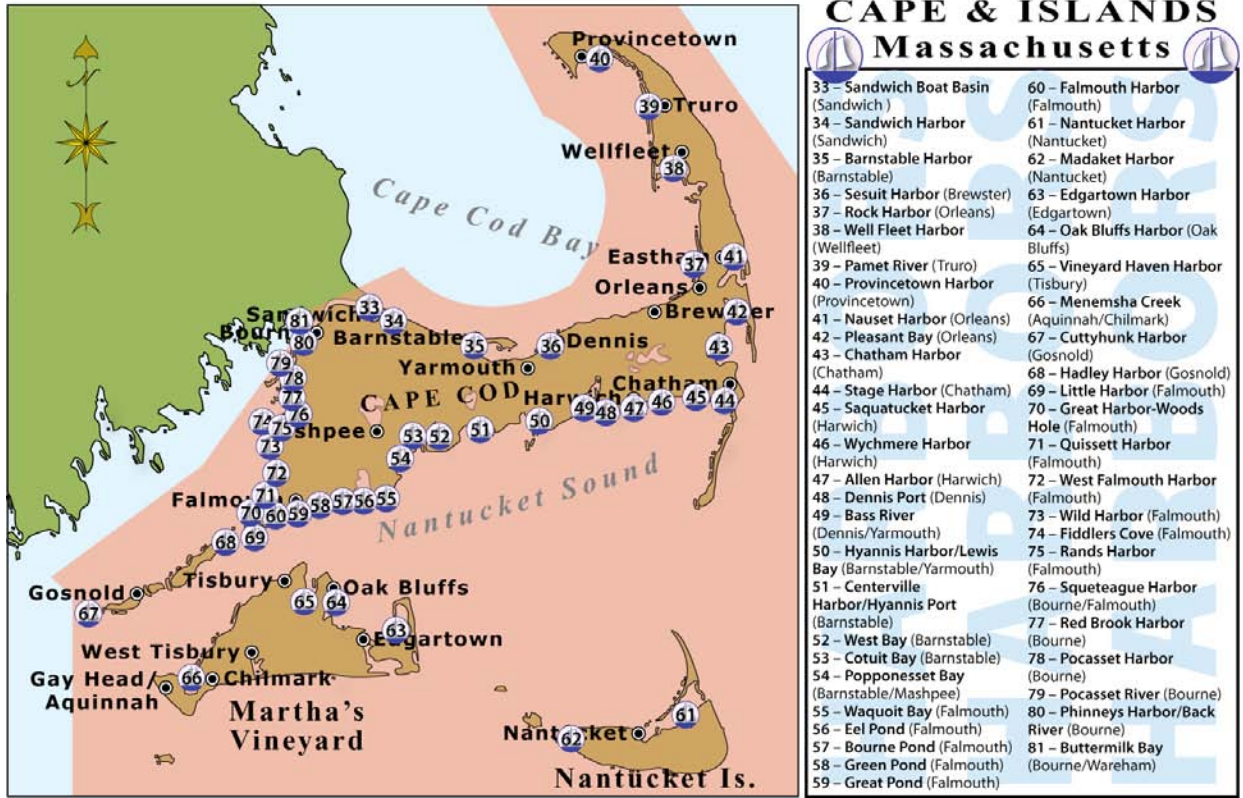 Provincetown
40
39
Truro
Wellfleet
38
Cape Cod Bay
Eastha
41
37
Orleans
Brew
er
42
33
San
wich
81
34
Bourn
80
Barnstable
35
36
Dennis
43
79
Yarmouth
78
CAPE COD
Chatham
77
Harwich
45
44
46
47
48
49
76
74
75
shpee
50
51
53
52
73
54
72
Nantucket Sound
71
Falmo
70
60
59
58
57
56
55
69
68
Tisbury
Oak Bluffs
Gosnold
65
64
67
63
Edgartown
West Tisbury
Gay Head/
Aquinnah
66
Chilmark
Martha's
Vineyard
61
Nantucket
62
Nantucket Is.
CAPE & ISLANDS
Massachusetts
33 – Sandwich Boat Basin
(Sandwich )
34 – Sandwich Harbor
(Sandwich)
35 – Barnstable Harbor
(Barnstable)
36 – Sesuit Harbor (Brewster)
37 – Rock Harbor (Orleans)
38 – Well Fleet Harbor
(Wellfleet)
39 – Pamet River (Truro)
40 – Provincetown Harbor
(Provincetown)
41 – Nauset Harbor (Orleans)
42 – Pleasant Bay (Orleans)
43 – Chatham Harbor
(Chatham)
44 – Stage Harbor (Chatham)
45 – Saquatucket Harbor
(Harwich)
46 – Wychmere Harbor
(Harwich)
47 – Allen Harbor (Harwich)
48 – Dennis Port (Dennis)
49 – Bass River
(Dennis/Yarmouth)
50 – Hyannis Harbor/Lewis
Bay (Barnstable/Yarmouth)
51 – Centerville
Harbor/Hyannis Port
(Barnstable)
52 – West Bay (Barnstable)
53 – Cotuit Bay (Barnstable)
54 – Popponesset Bay
(Barnstable/Mashpee)
55 – Waquoit Bay (Falmouth)
56 – Eel Pond (Falmouth)
57 – Bourne Pond (Falmouth)
58 – Green Pond (Falmouth)
59 – Great Pond (Falmouth)
60 – Falmouth Harbor
(Falmouth)
61 – Nantucket Harbor
(Nantucket)
62 – Madaket Harbor
(Nantucket)
63 – Edgartown Harbor
(Edgartown)
64 – Oak Bluffs Harbor (Oak
Bluffs)
65 – Vineyard Haven Harbor
(Tisbury)
66 – Menemsha Creek
(Aquinnah/Chilmark)
67 – Cuttyhunk Harbor
(Gosnold)
68 – Hadley Harbor (Gosnold)
69 – Little Harbor (Falmouth)
70 – Great Harbor-Woods
Hole (Falmouth)
71 – Quissett Harbor
(Falmouth)
72 – West Falmouth Harbor
(Falmouth)
73 – Wild Harbor (Falmouth)
74 – Fiddlers Cove (Falmouth)
75 – Rands Harbor
(Falmouth)
76 – Squeteague Harbor
(Bourne/Falmouth)
77 – Red Brook Harbor
(Bourne)
78 – Pocasset Harbor
(Bourne)
79 – Pocasset River (Bourne)
80 – Phinneys Harbor/Back
River (Bourne)
81 – Buttermilk Bay
(Bourne/Wareham)
HARBORS
HARBORS
HARBORS